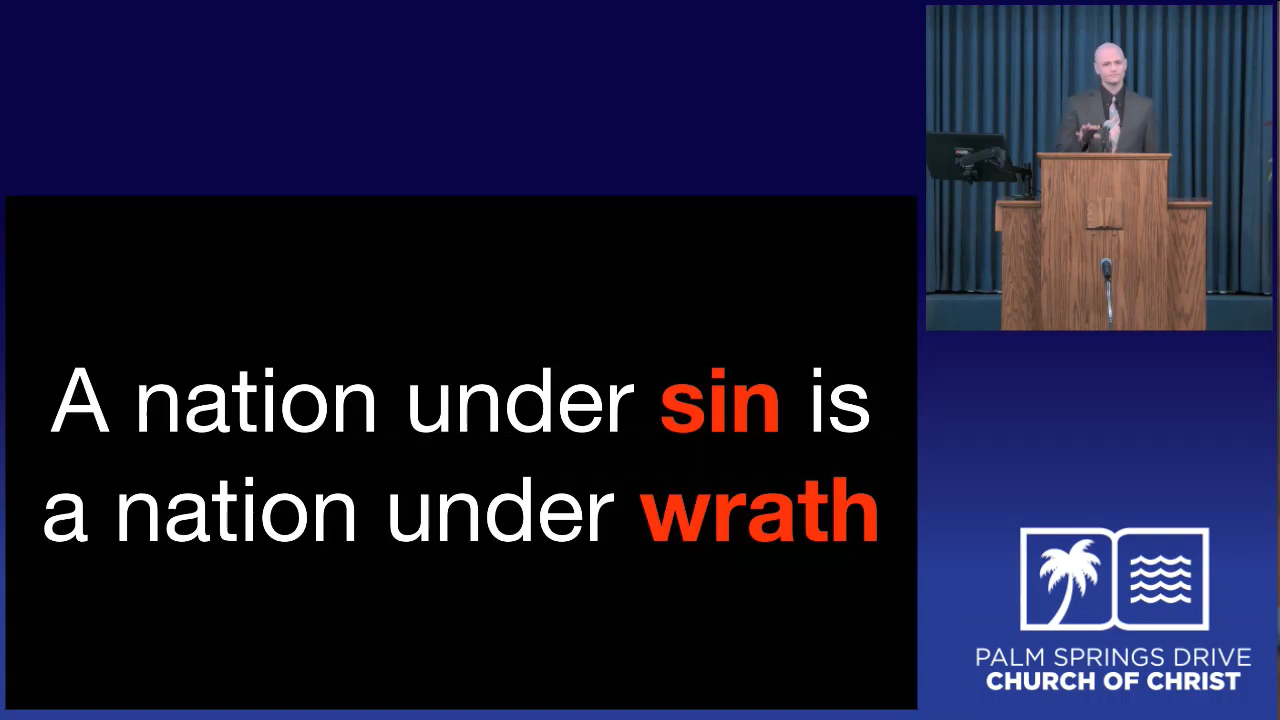 A nation under sin is
a nation under wrath
PALM SPRINGS DRIVE
CHURCH OF CHRIST